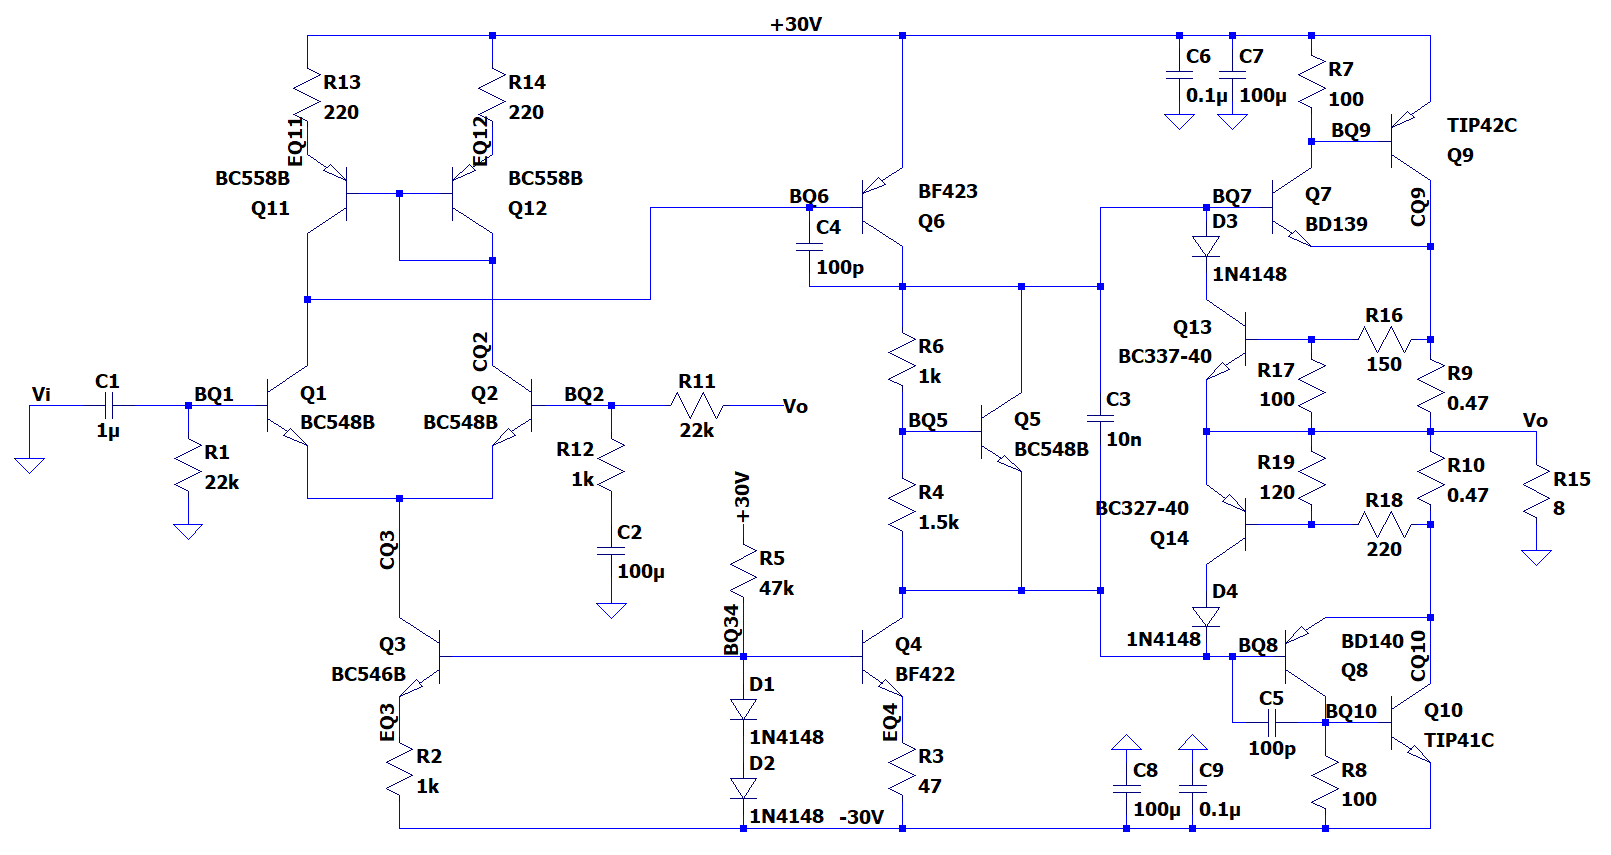 +30V
R13
220
R14
220
C6
0.1µ
C7
100µ
R7
100
EQ11
EQ12
BQ9
TIP42C
Q9
BC558B
Q11
BC558B
Q12
BQ6
BF423
Q6
C4
100p
BQ7
D3
1N4148
Q7
BD139
CQ9
Q13
BC337-40
R16
150
R17
100
R9
0.47
CQ2
R6
1k
Vi
C1
1µ
BQ1
Q1
BC548B
Q2
BC548B
BQ2
R11
22k
Vo
BQ5
Q5
BC548B
C3
10n
Vo
R1
22k
R12
1k
R4
1.5k
R19
120
R10
0.47
R15
8
BC327-40
Q14
R18
220
+30V
CQ3
C2
100µ
R5
47k
BQ34
D4
1N4148
Q3
BC546B
Q4
BF422
BQ8
BD140
Q8
CQ10
D1
1N4148
EQ3
EQ4
C5
100p
BQ10
Q10
TIP41C
R2
1k
D2
1N4148
R3
47
C8
100µ
C9
0.1µ
R8
100
-30V